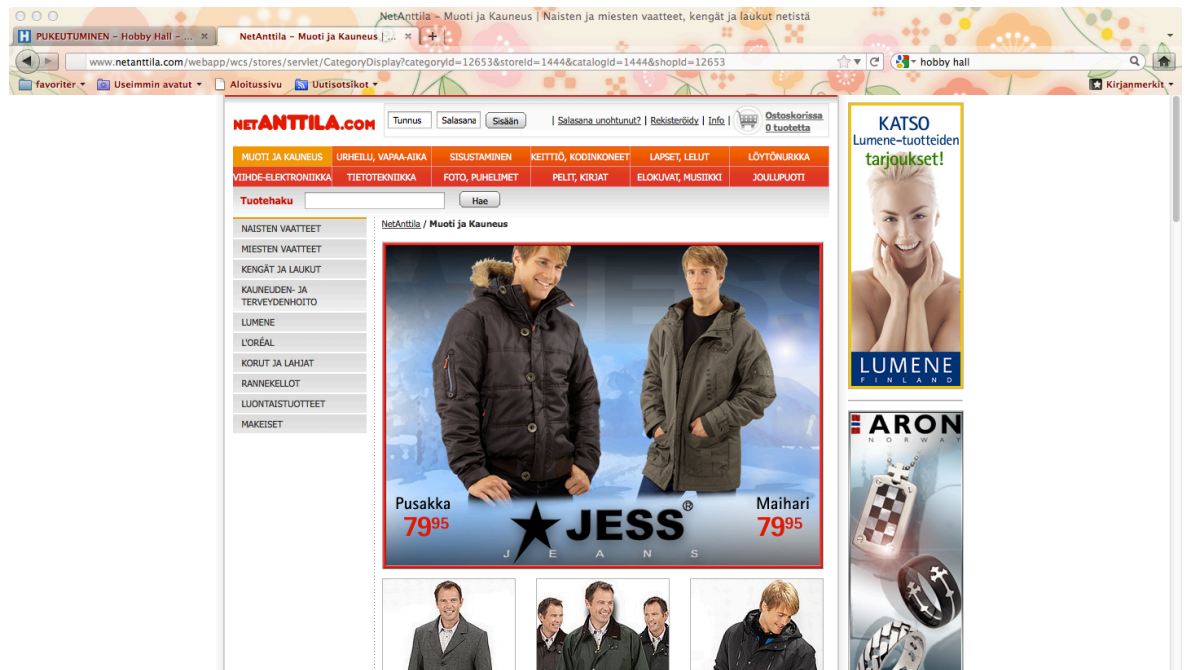 NetAnttila – Muoti ja Kauneus | Naisten ja miesten vaatteet, kengät ja laukut netistä
PUKEUTUMINEN – Hobby Hall – ...
NetAnttila – Muoti ja Kauneus | ...
www.netanttila.com/webapp/wcs/stores/servlet/CategoryDisplay?categoryId=12653&storeId=1444&catalogId=1444&shopId=12653
hobby hall
favoriter
Useimmin avatut
Aloitussivu
Uutisotsikot
Kirjanmerkit
NETANTTILA.COM
Tunnus
Salasana
Sisään
| Salasana unohtunut? | Rekisteröidy | Info |
Ostoskorissa
0 tuotetta
MUOTI JA KAUNEUS
URHEILU, VAPAA-AIKA
SISUSTAMINEN
KEITTIÖ, KODINKONEET
LAPSET, LELUT
LÖYTÖNURKKA
VIIHDE-ELEKTRONIIKKA
TIETOTEKNIIKKA
FOTO, PUHELIMET
PELIT, KIRJAT
ELOKUVAT, MUSIIKKI
JOULUPUOTI
Tuotehaku
Hae
NAISTEN VAATTEET
MIESTEN VAATTEET
KENGÄT JA LAUKUT
KAUNEUDEN- JA
TERVEYDENHOITO
LUMENE
L'ORÉAL
KORUT JA LAHJAT
RANNEKELLOT
LUONTAISTUOTTEET
MAKEISET
NetAnttila / Muoti ja Kauneus
Pusakka
79 95
JESS®
JEANS
Maihari
79 95
KATSO
Lumene-tuotteiden
tarjoukset!
LUMENE
FINLAND
ARON
NORWAY